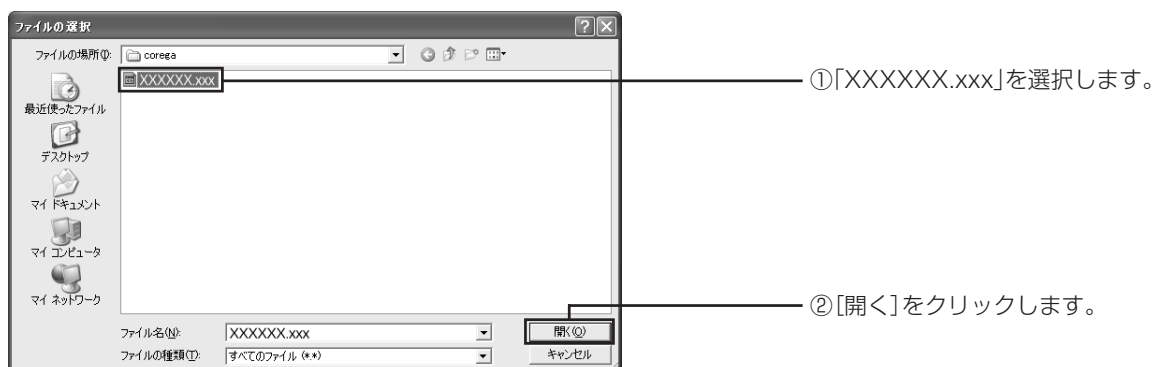 ファイルの選択
ファイルの場所(I):
corega
XXXXXX.xxx
①「XXXXXX.xxx」を選択します。
最近使ったファイル
デスクトップ
マイ ドキュメント
マイ コンピュータ
マイ ネットワーク
②[開く]をクリックします。
ファイル名(N):
XXXXXX.xxx
開く(O)
ファイルの種類(T):
すべてのファイル (*.*)
キャンセル